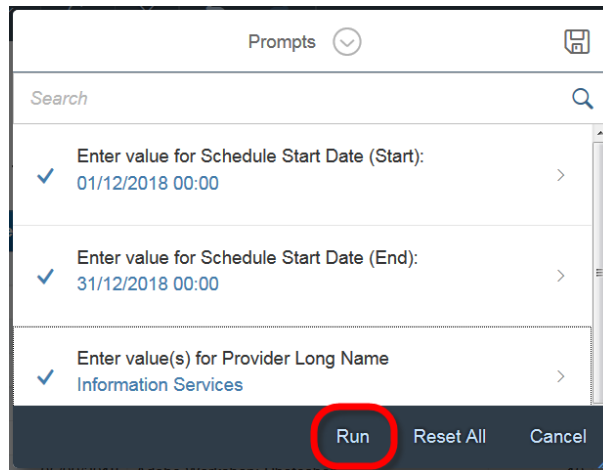 Prompts
Search
Enter value for Schedule Start Date (Start):
01/12/2018 00:00
Enter value for Schedule Start Date (End):
31/12/2018 00:00
Enter value(s) for Provider Long Name
Information Services
Run Reset All Cancel